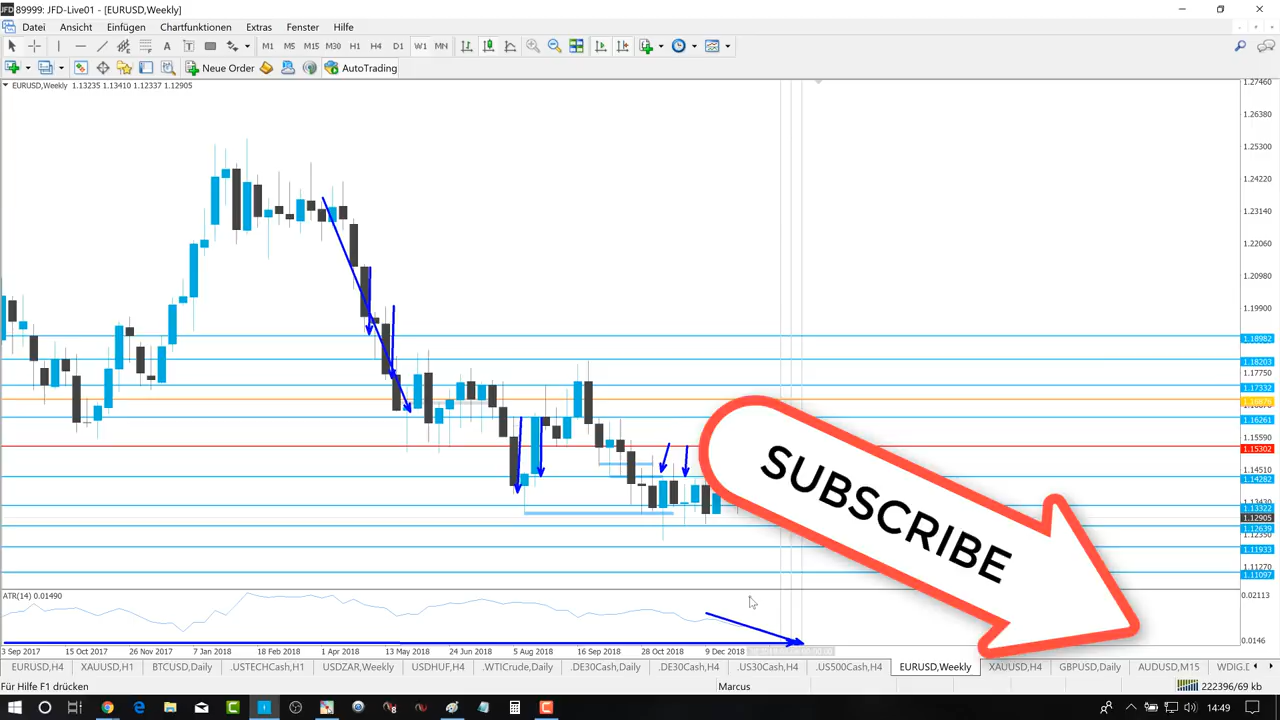 89999: JFD-Live01 - [EURUSD,Weekly]
Datei Ansicht Einfügen Chartfunktionen Extras Fenster Hilfe
M1 M5 M15 M30 H1 H4 D1 W1 MN
Neue Order AutoTrading
EURUSD,Weekly 1.13235 1.13410 1.12337 1.12905
1.27460
1.26380
1.25300
1.24220
1.23140
1.22060
1.20980
1.19900
1.18982
1.18203
1.17750
1.17332
1.16876
1.16261
1.15590
1.15302
1.14510
1.14282
1.13430
1.13322
1.12905
1.12639
1.12350
1.11933
1.11270
1.11097
SUBSCRIBE
ATR(14) 0.01490
0.02113
0.0146
3 Sep 2017 15 Oct 2017 26 Nov 2017 7 Jan 2018 18 Feb 2018 1 Apr 2018 13 May 2018 24 Jun 2018 5 Aug 2018 16 Sep 2018 28 Oct 2018 9 Dec 2018
EURUSD,H4 XAUUSD,H1 BTCUSD,Daily .USTECHCash,H1 USDZAR,Weekly USDHUF,H4 .WTICrude,Daily .DE30Cash,Daily .DE30Cash,H4 .US30Cash,H4 .US500Cash,H4 EURUSD,Weekly XAUUSD,H4 GBPUSD,Daily AUDUSD,M15 WDIG.D
Für Hilfe F1 drücken Marcus 222396/69 kb
14:49